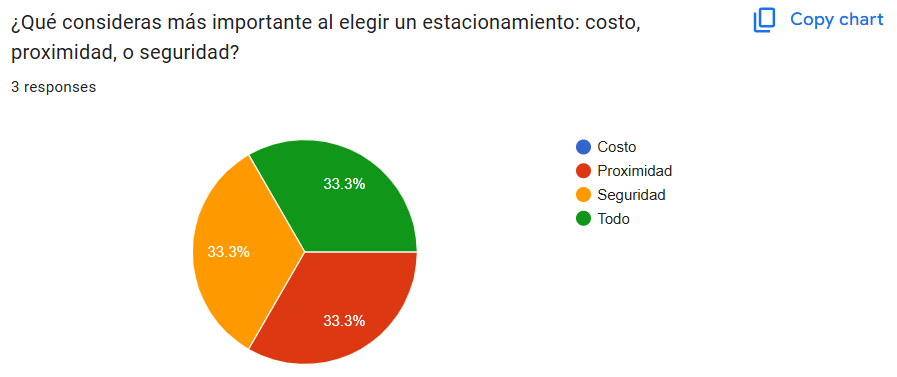 ¿Qué consideras más importante al elegir un estacionamiento: costo,
proximidad, o seguridad?
Copy chart
3 responses
33.3%
33.3%
33.3%
Costo
Proximidad
Seguridad
Todo